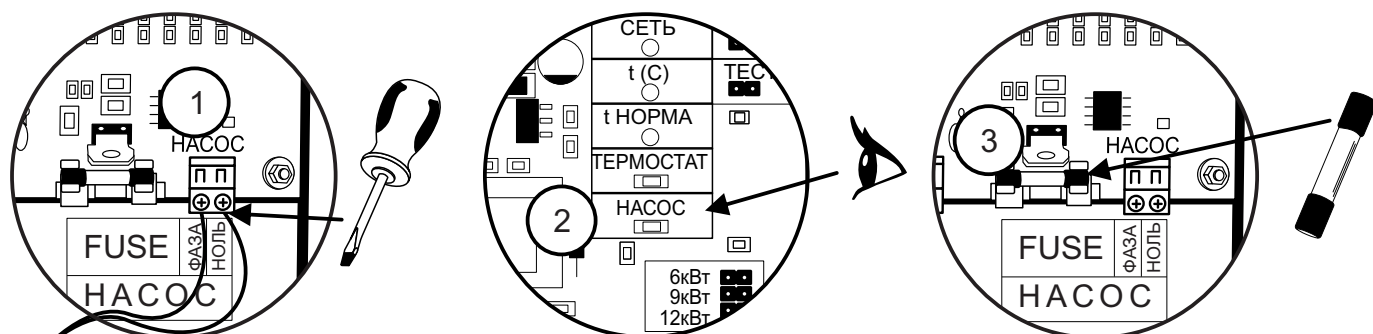 1
НАСОС
FUSE
ФАЗА
НОЛЬ
НАСОС
СЕТЬ
t (C)
ТЕСТ
t НОРМА
ТЕРМОСТАТ
НАСОС
2
6кВт
9кВт
12кВт
3
НАСОС
FUSE
ФАЗА
НОЛЬ
НАСОС